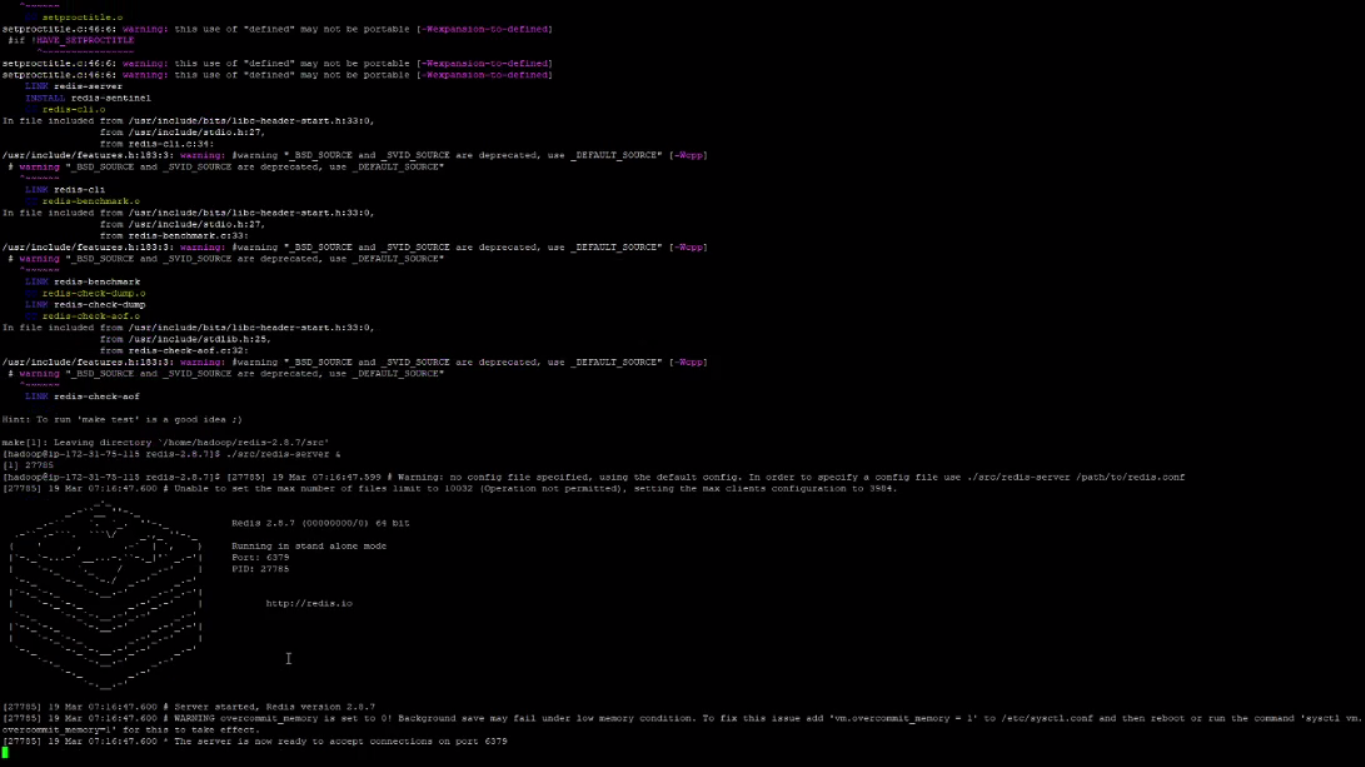 setproctitle.o
setproctitle.c:46:6: warning: this use of "defined" may not be portable [-Wexpansion-to-defined]
#if !HAVE_SETPROCTITLE
^~~~~~~~~~~~~~~~~
setproctitle.c:46:6: warning: this use of "defined" may not be portable [-Wexpansion-to-defined]
setproctitle.c:46:6: warning: this use of "defined" may not be portable [-Wexpansion-to-defined]
LINK redis-server
INSTALL redis-sentinel
redis-cli.o
In file included from /usr/include/bits/libc-header-start.h:33:0,
from /usr/include/stdio.h:27,
from redis-cli.c:34:
/usr/include/features.h:183:3: warning: #warning "_BSD_SOURCE and _SVID_SOURCE are deprecated, use _DEFAULT_SOURCE" [-Wcpp]
# warning "_BSD_SOURCE and _SVID_SOURCE are deprecated, use _DEFAULT_SOURCE"
^~~~~~~
LINK redis-cli
redis-benchmark.o
In file included from /usr/include/bits/libc-header-start.h:33:0,
from /usr/include/stdio.h:27,
from redis-benchmark.c:33:
/usr/include/features.h:183:3: warning: #warning "_BSD_SOURCE and _SVID_SOURCE are deprecated, use _DEFAULT_SOURCE" [-Wcpp]
# warning "_BSD_SOURCE and _SVID_SOURCE are deprecated, use _DEFAULT_SOURCE"
^~~~~~~
LINK redis-benchmark
redis-check-dump.o
LINK redis-check-dump
redis-check-aof.o
In file included from /usr/include/bits/libc-header-start.h:33:0,
from /usr/include/stdlib.h:25,
from redis-check-aof.c:32:
/usr/include/features.h:183:3: warning: #warning "_BSD_SOURCE and _SVID_SOURCE are deprecated, use _DEFAULT_SOURCE" [-Wcpp]
# warning "_BSD_SOURCE and _SVID_SOURCE are deprecated, use _DEFAULT_SOURCE"
^~~~~~~
LINK redis-check-aof
Hint: To run 'make test' is a good idea ;)
make[1]: Leaving directory `/home/hadoop/redis-2.8.7/src'
[hadoop@ip-172-31-75-115 redis-2.8.7]$ ./src/redis-server &
[1] 27785
[hadoop@ip-172-31-75-115 redis-2.8.7]$ [27785] 19 Mar 07:16:47.599 # Warning: no config file specified, using the default config. In order to specify a config file use ./src/redis-server /path/to/redis.conf
[27785] 19 Mar 07:16:47.600 # Unable to set the max number of files limit to 10032 (Operation not permitted), setting the max clients configuration to 3984.
Redis 2.8.7 (00000000/0) 64 bit
Running in stand alone mode
Port: 6379
PID: 27785
http://redis.io
[27785] 19 Mar 07:16:47.600 # Server started, Redis version 2.8.7
[27785] 19 Mar 07:16:47.600 # WARNING overcommit_memory is set to 0! Background save may fail under low memory condition. To fix this issue add 'vm.overcommit_memory = 1' to /etc/sysctl.conf and then reboot or run the command 'sysctl vm.
overcommit_memory=1' for this to take effect.
[27785] 19 Mar 07:16:47.600 * The server is now ready to accept connections on port 6379